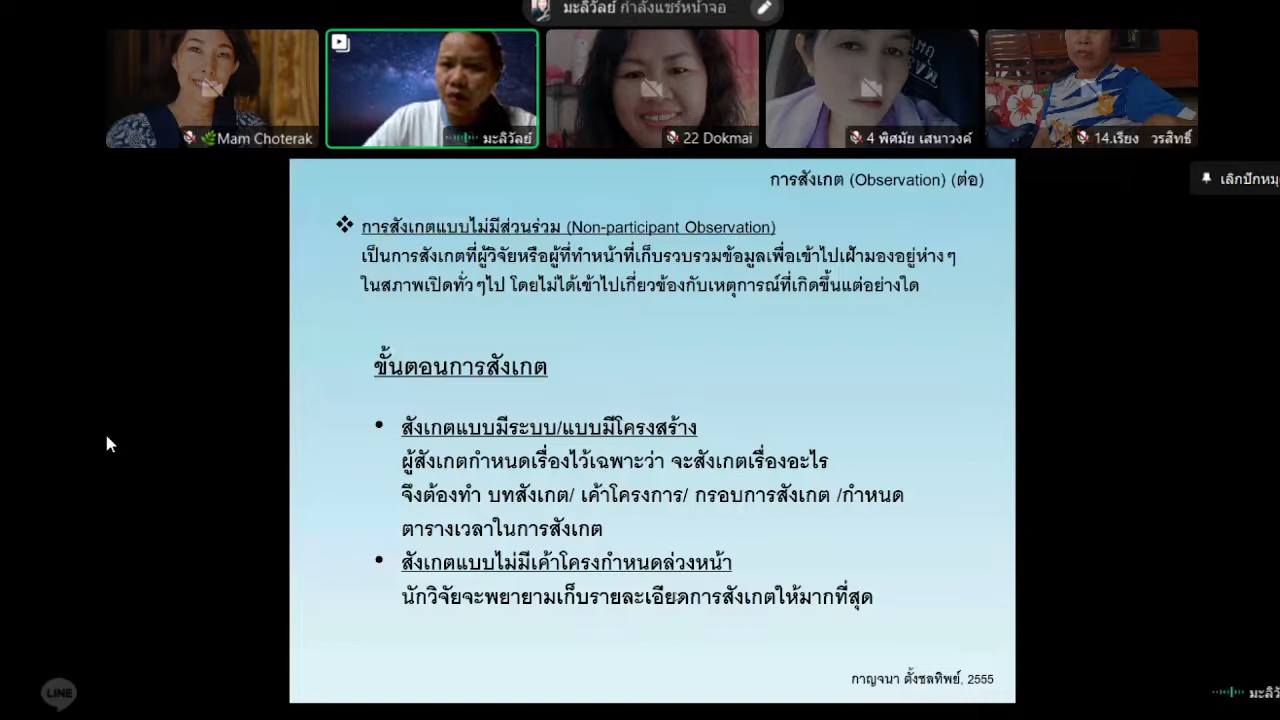 มะลิวัลย์ กำลังแชร์หน้าจอ
Mam Choterak
มะลิวัลย์
22 Dokmai
4 พิศมัย เสนาวงค์
14.เรียง วรสิทธิ์
เลิกปักหมุ
การสังเกต (Observation) (ต่อ)
❖ การสังเกตแบบไม่มีส่วนร่วม (Non-participant Observation)
เป็นการสังเกตที่ผู้วิจัยหรือผู้ที่ทำหน้าที่เก็บรวบรวมข้อมูลเพื่อเข้าไปเฝ้ามองอยู่ห่าง ๆ
ในสภาพเปิดทั่ว ๆไป โดยไม่ได้เข้าไปเกี่ยวข้องกับเหตุการณ์ที่เกิดขึ้นแต่อย่างใด
ขั้นตอนการสังเกต
• สังเกตแบบมีระบบ/แบบมีโครงสร้าง
ผู้สังเกตกำหนดเรื่องไว้เฉพาะว่า จะสังเกตเรื่องอะไร
จึงต้องทำ บทสังเกต/ เค้าโครงการ/ กรอบการสังเกต /กำหนด
ตารางเวลาในการสังเกต
• สังเกตแบบไม่มีเค้าโครงกำหนดล่วงหน้า
นักวิจัยจะพยายามเก็บรายละเอียดการสังเกตให้มากที่สุด
กาญจนา ตั้งชลทิพย์, 2555
LINE
มะลิวั